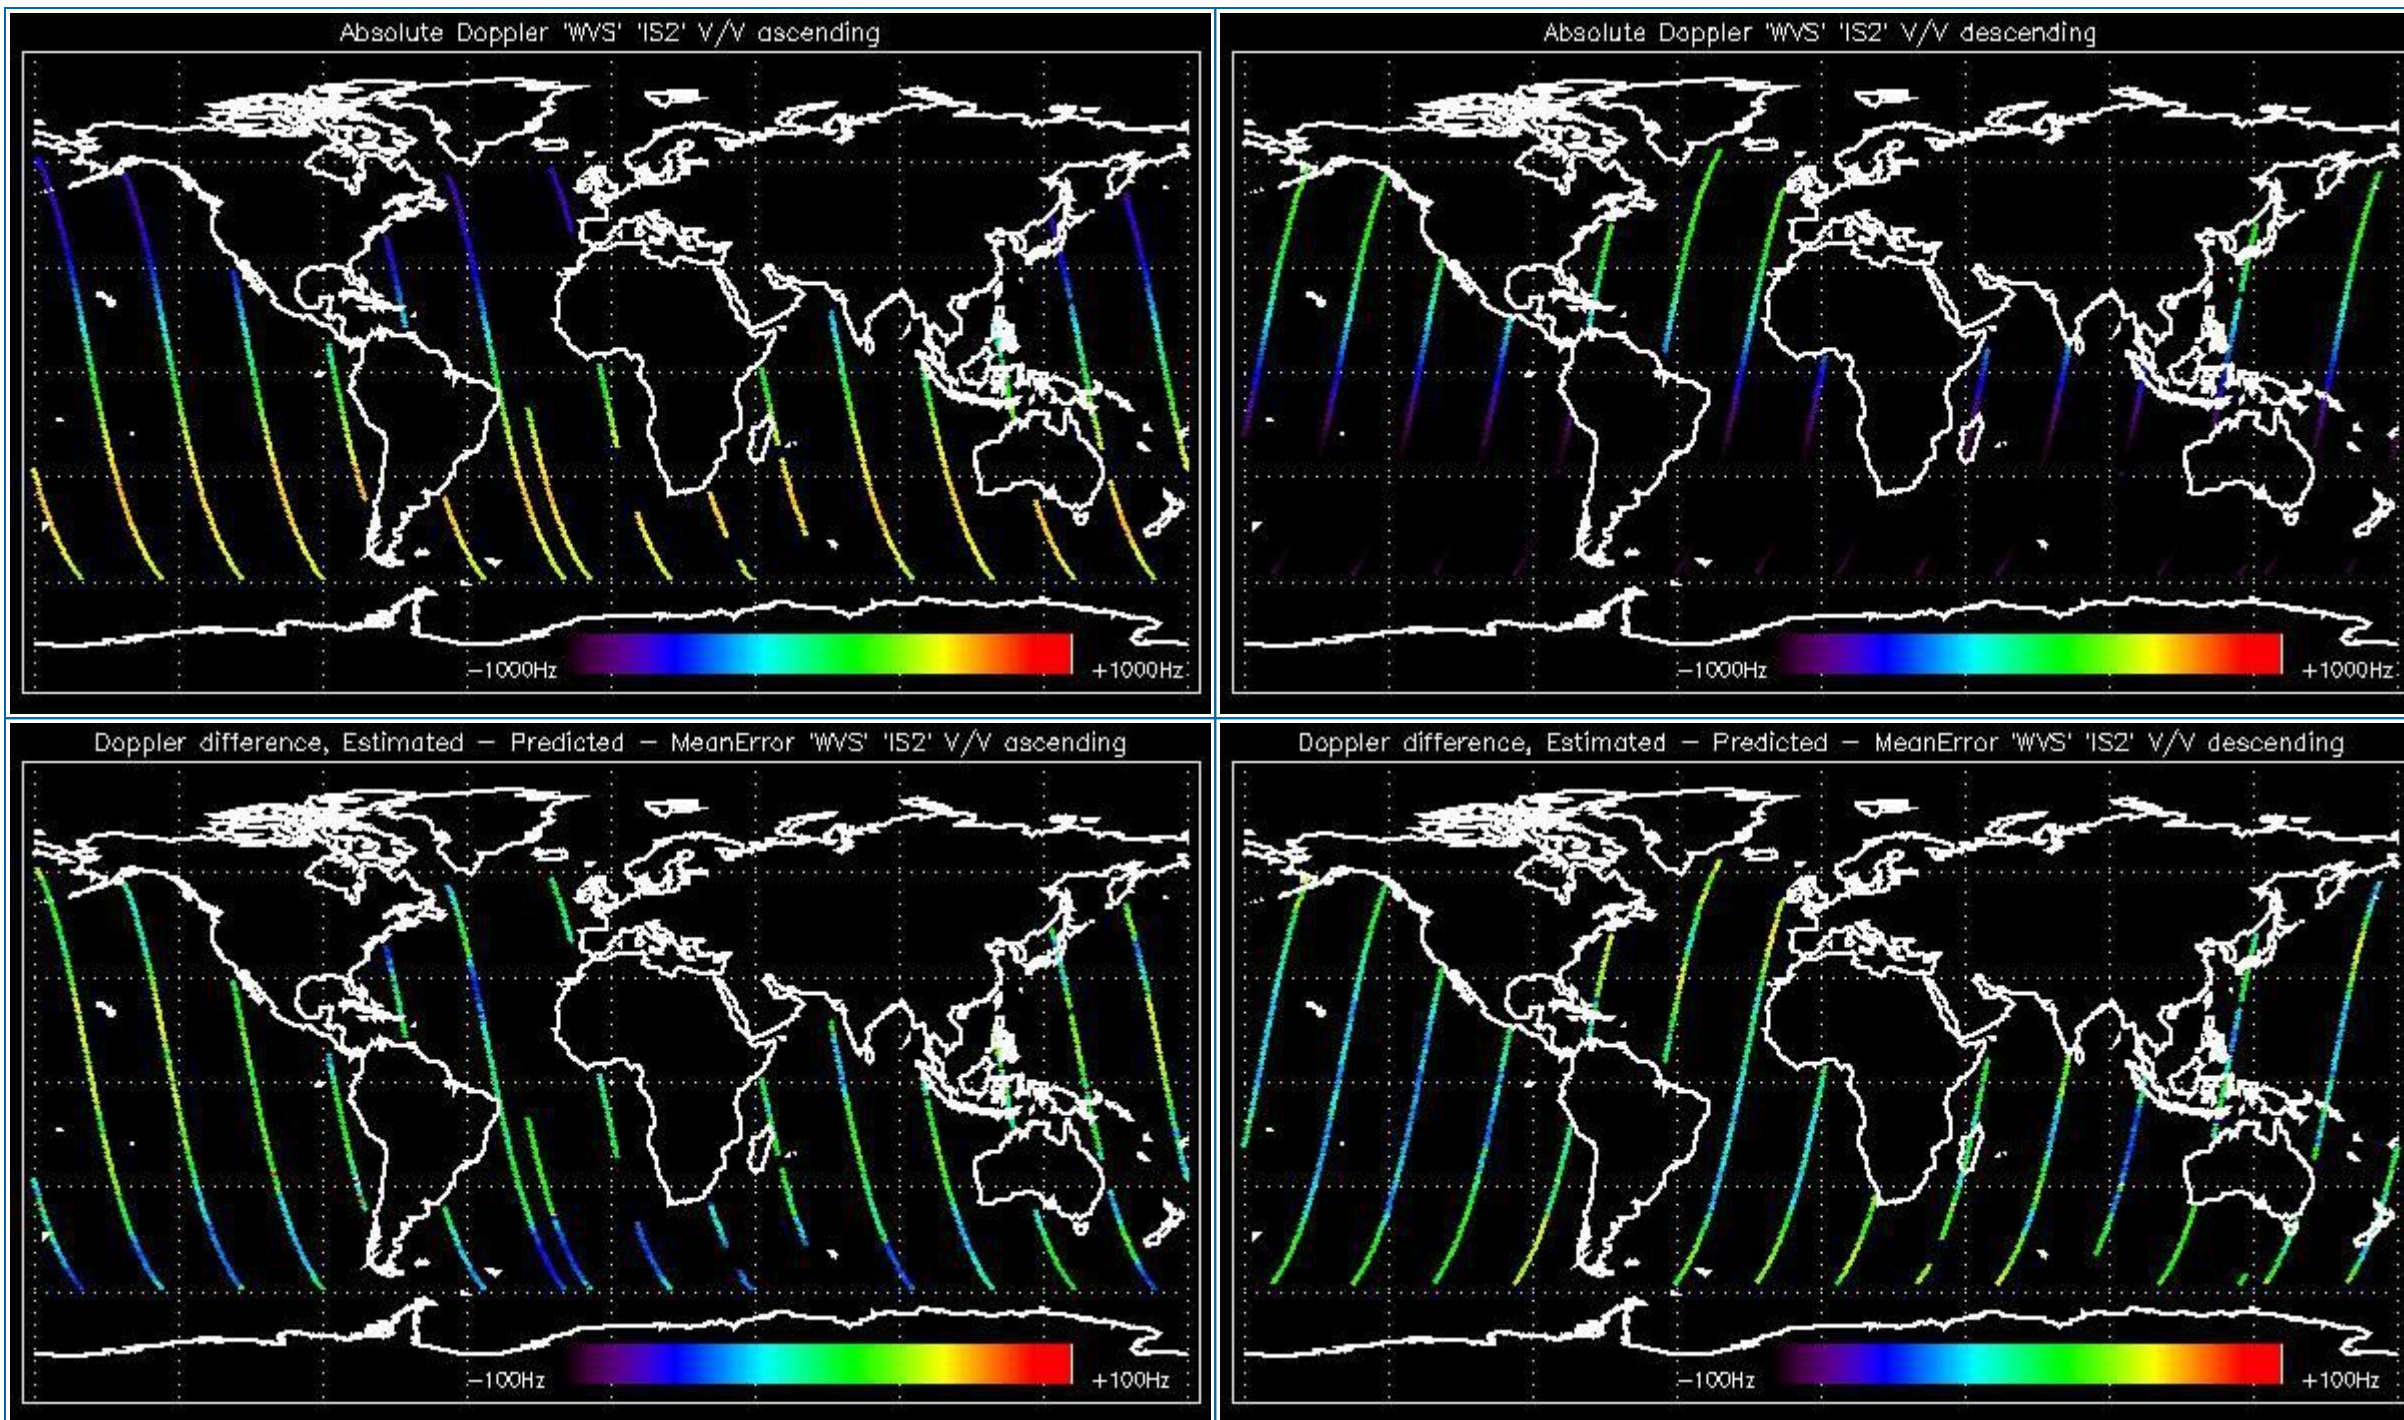 Absolute Doppler 'WVS' 'IS2' V/V ascending
-1000Hz
+1000Hz
Absolute Doppler 'WVS' 'IS2' V/V descending
-1000Hz
+1000Hz
Doppler difference, Estimated - Predicted - MeanError 'WVS' 'IS2' V/V ascending
-100Hz
+100Hz
Doppler difference, Estimated - Predicted - MeanError 'WVS' 'IS2' V/V descending
-100Hz
+100Hz